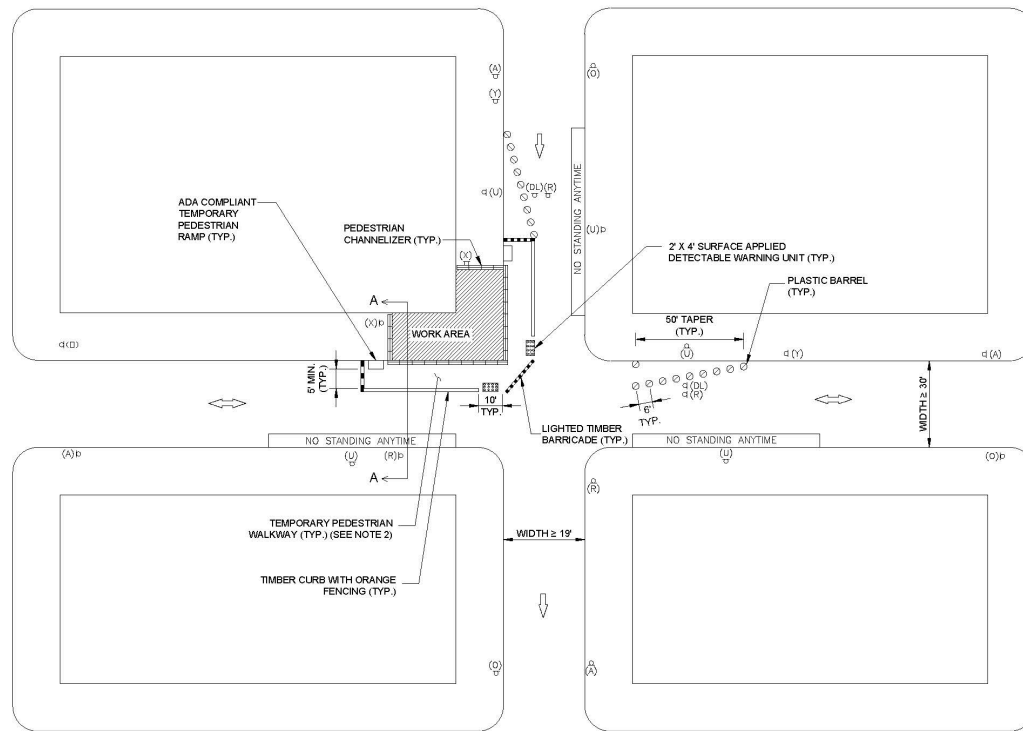 (A)
(Y)
(O)
NO STANDING ANYTIME
(DL)(R)
(U)
(U)
ADA COMPLIANT
TEMPORARY
PEDESTRIAN
RAMP (TYP.)
PEDESTRIAN
CHANNELIZER (TYP.)
2' X 4' SURFACE APPLIED
DETECTABLE WARNING UNIT (TYP.)
(X)
PLASTIC BARREL
(TYP.)
A
50' TAPER
(TYP.)
(X)
WORK AREA
(U)
(Y)
(A)
5' MIN.
(TYP.)
(DL)
(R)
10'
TYP.
6'
TYP.
WIDTH ≥ 30'
LIGHTED TIMBER
BARRICADE (TYP.)
NO STANDING ANYTIME
NO STANDING ANYTIME
(A)
(U)
(R)
(U)
(O)
A
(R)
TEMPORARY PEDESTRIAN
WALKWAY (TYP.) (SEE NOTE 2)
WIDTH ≥ 19'
TIMBER CURB WITH ORANGE
FENCING (TYP.)
(O)
(A)